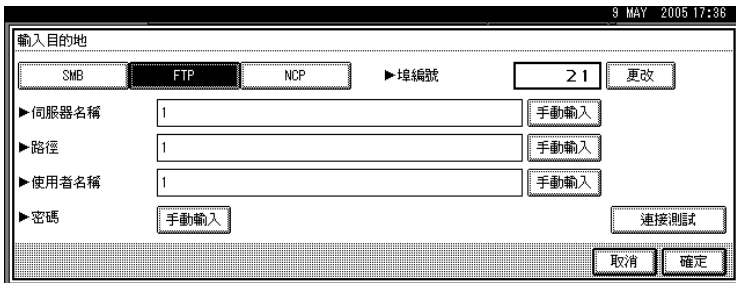 9 MAY 2005 17:36
輸入目的地
SMB FTP NCP ▶埠編號 21 更改
▶伺服器名稱 1 手動輸入
▶路徑 1 手動輸入
▶使用者名稱 1 手動輸入
▶密碼 手動輸入 連接測試
取消 確定